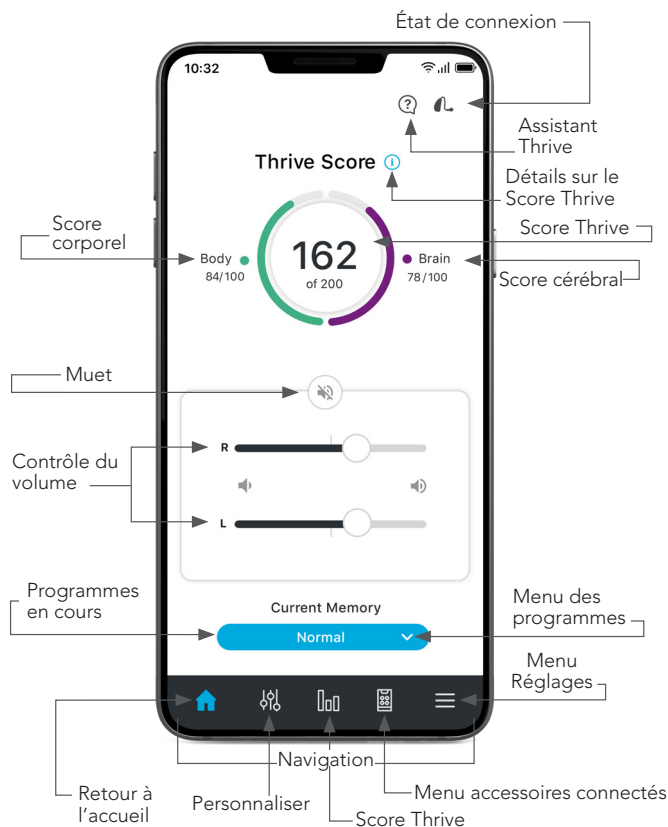 État de connexion
10:32
Assistant
Thrive
Thrive Score
Détails sur le
Score Thrive
Score
corporel
Score Thrive
Body
84/100
162
of 200
Brain
78/100
Score cérébral
Muet
R
Contrôle du
volume
L
Programmes
en cours
Current Memory
Normal
Menu des
programmes
Menu
Réglages
Navigation
Retour à
l'accueil
Personnaliser
Score Thrive
Menu accessoires connectés